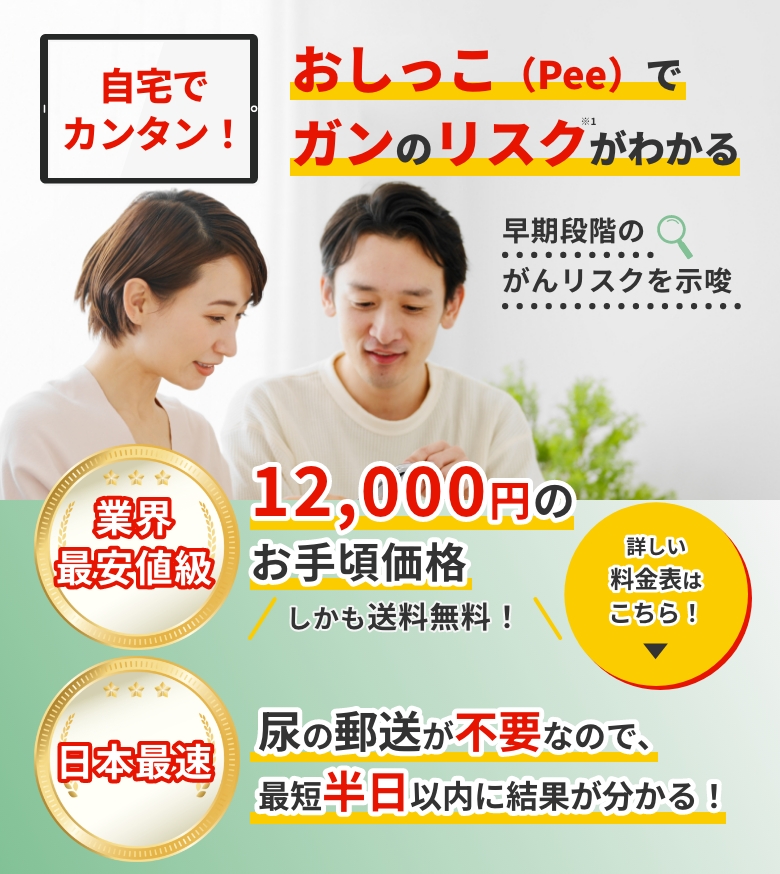 自宅で
カンタン！
おしっこ（Pee）で
ガンのリスク※1がわかる
早期段階の
がんリスクを示唆
業界
最安値級
12,000円の
お手頃価格
しかも送料無料！
詳しい
料金表は
こちら！
日本最速
尿の郵送が不要なので、
最短半日以内に結果が分かる！